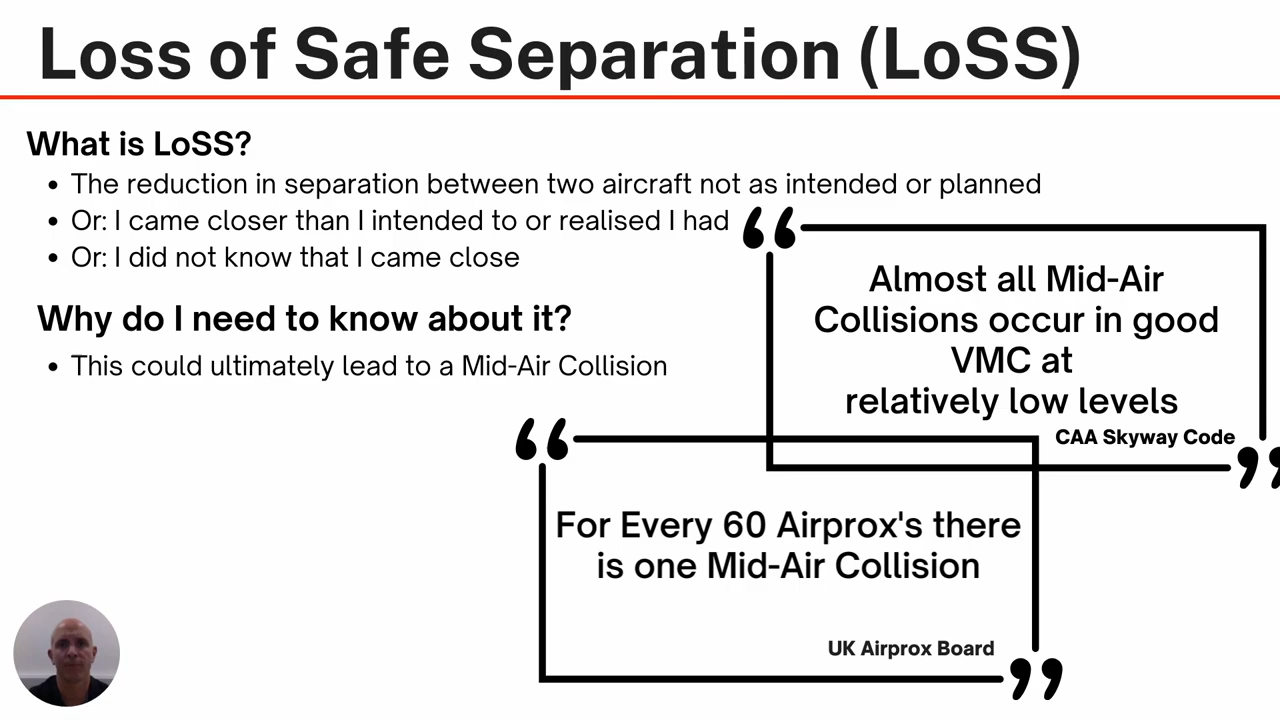 Loss of Safe Separation (LoSS)
What is LoSS?
• The reduction in separation between two aircraft not as intended or planned
• Or: I came closer than I intended to or realised I had
• Or: I did not know that I came close
Why do I need to know about it?
• This could ultimately lead to a Mid-Air Collision
“
Almost all Mid-Air
Collisions occur in good
VMC at
relatively low levels
CAA Skyway Code
”
“
For Every 60 Airprox's there
is one Mid-Air Collision
UK Airprox Board
”